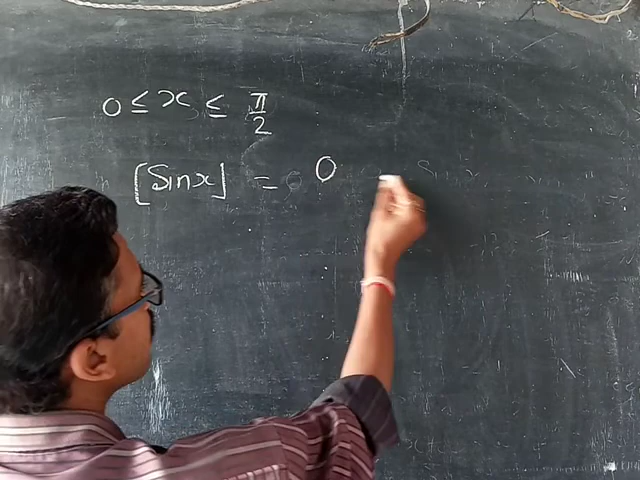 0 ≤ x ≤ π/2
[Sinx] = 0